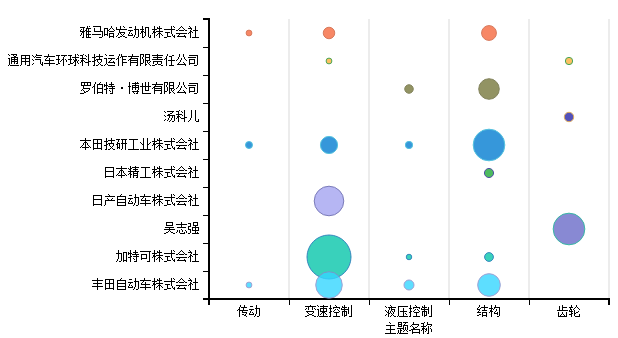 雅马哈发动机株式会社
通用汽车环球科技运作有限责任公司
罗伯特·博世有限公司
汤科儿
本田技研工业株式会社
日本精工株式会社
日产自动车株式会社
吴志强
加特可株式会社
丰田自动车株式会社
传动 变速控制 液压控制 结构 齿轮
主题名称